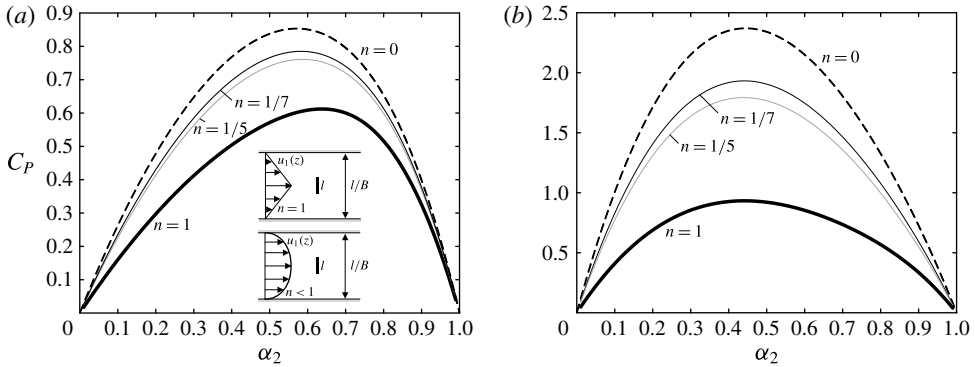 (a)
0.9
0.8
0.7
0.6
0.5
0.4
0.3
0.2
0.1
0
C_P
n = 0
n = 1/7
n = 1/5
n = 1
u₁(z)
l
l/B
n = 1
u₁(z)
l
l/B
n < 1
0.1 0.2 0.3 0.4 0.5 0.6 0.7 0.8 0.9 1.0
α₂
(b)
2.5
2.0
1.5
1.0
0.5
0
n = 0
n = 1/7
n = 1/5
n = 1
0.1 0.2 0.3 0.4 0.5 0.6 0.7 0.8 0.9 1.0
α₂